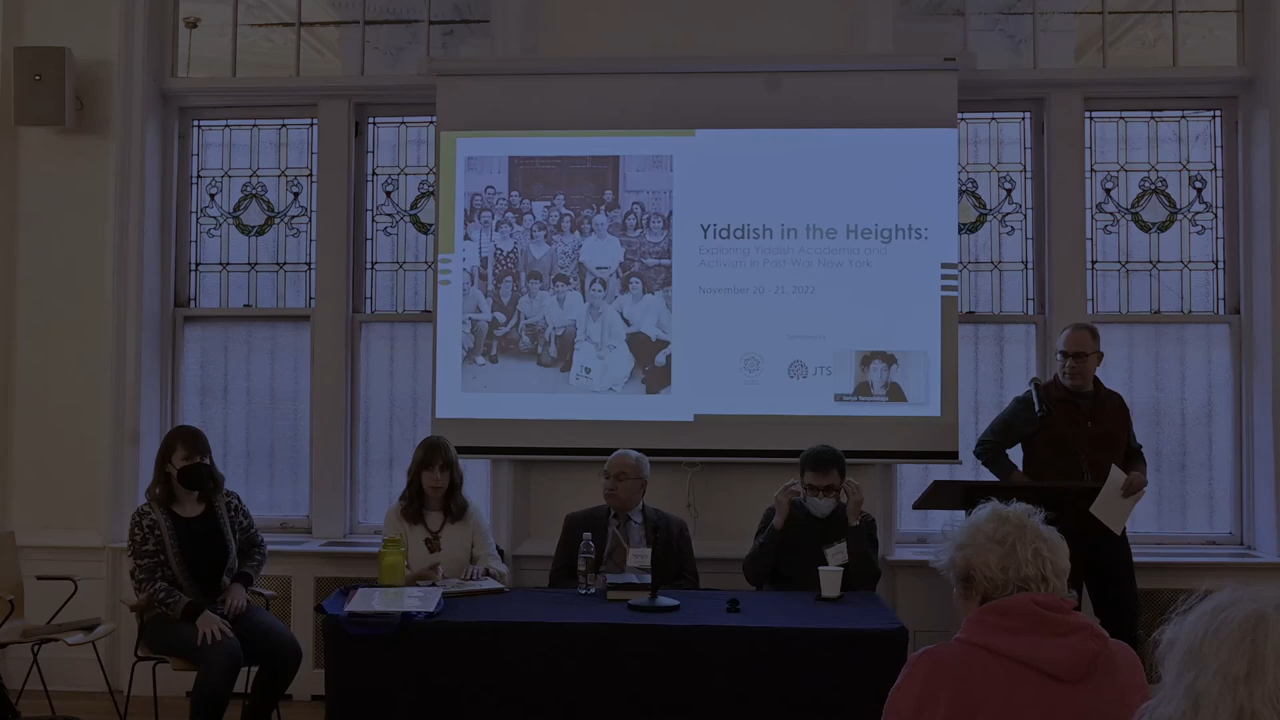 Yiddish in the Heights:
Exploring Yiddish Academia and
Activism in Post-War New York
November 20 - 21, 2022
JTS